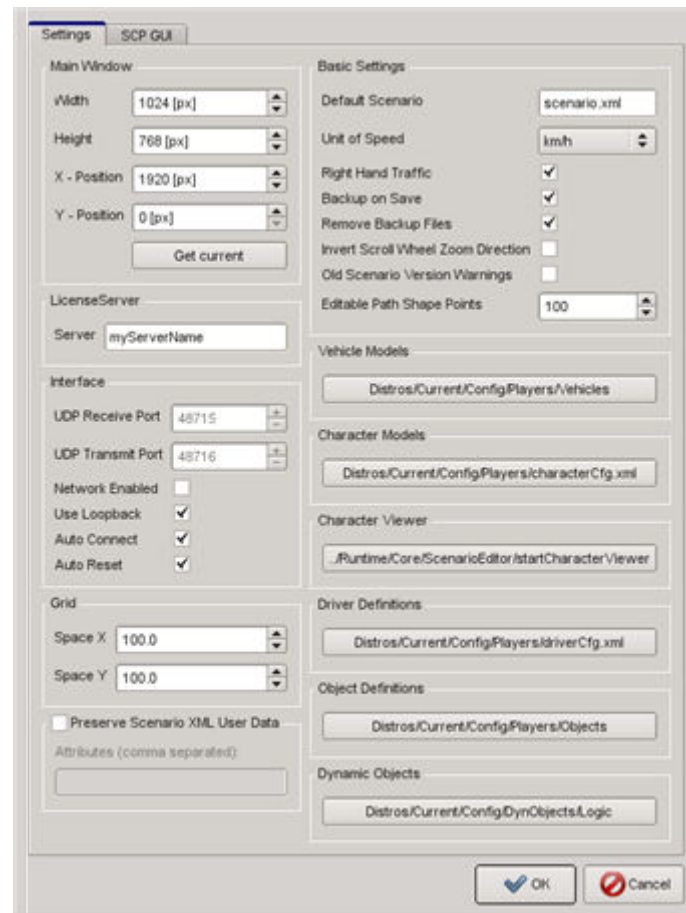 Settings
SCP GUI
Main Window
Width
1024 [px]
Height
768 [px]
X - Position
1920 [px]
Y - Position
0 [px]
Get current
LicenseServer
Server
myServerName
Interface
UDP Receive Port
48715
UDP Transmit Port
48716
Network Enabled
Use Loopback
Auto Connect
Auto Reset
Grid
Space X
100.0
Space Y
100.0
Preserve Scenario XML User Data
Attributes (comma separated)
Basic Settings
Default Scenario
scenario.xml
Unit of Speed
km/h
Right Hand Traffic
Backup on Save
Remove Backup Files
Invert Scroll Wheel Zoom Direction
Old Scenario Version Warnings
Editable Path Shape Points
100
Vehicle Models
Distros/Current/Config/Players/Vehicles
Character Models
Distros/Current/Config/Players/characterCfg.xml
Character Viewer
../Runtime/Core/ScenarioEditor/startCharacterViewer
Driver Definitions
Distros/Current/Config/Players/driverCfg.xml
Object Definitions
Distros/Current/Config/Players/Objects
Dynamic Objects
Distros/Current/Config/DynObjects/Logic
OK
Cancel